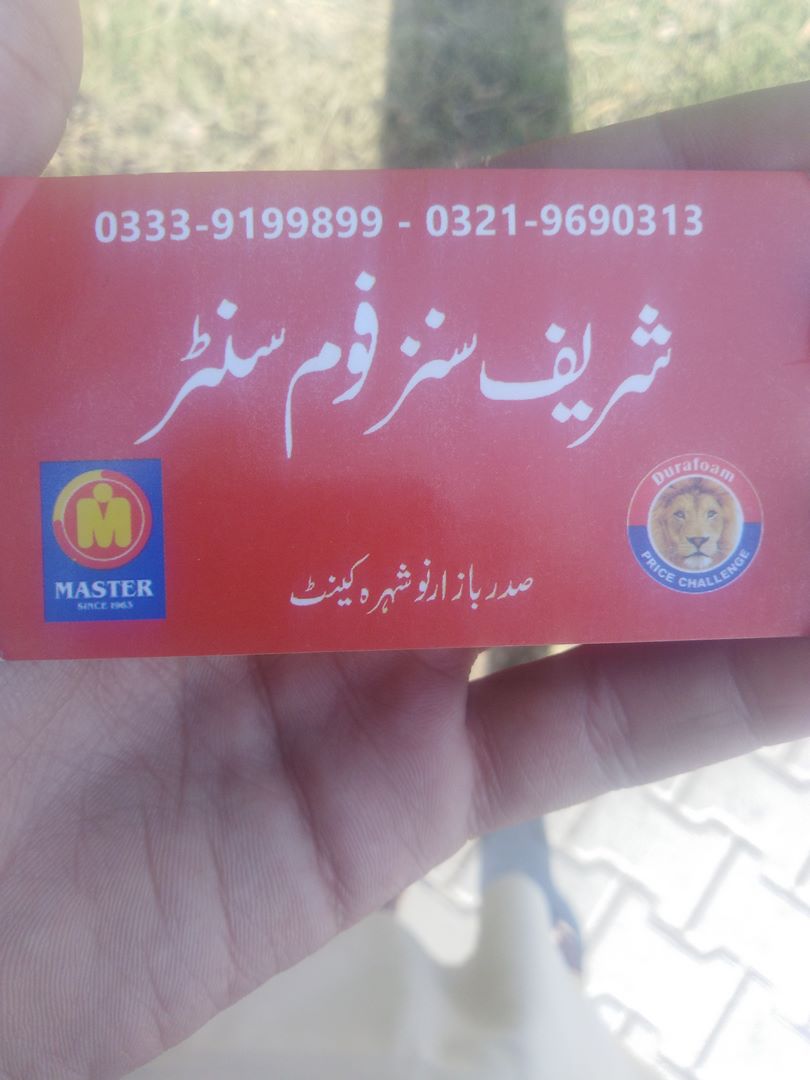 0333-9199899 - 0321-9690313
شریف سنز فوم سنٹر
MASTER
SINCE 1963
Durafoam
PRICE CHALLENGE
صدر بازار نوشہرہ کینٹ